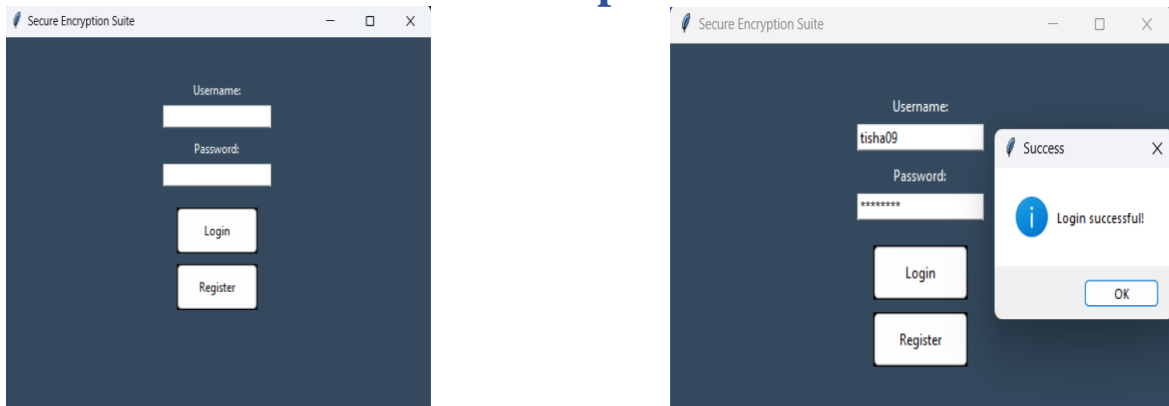 Secure Encryption Suite
Username:
Password:
Login
Register
Secure Encryption Suite
Username:
tisha09
Password:
********
Login
Register
Success
Login successful!
OK